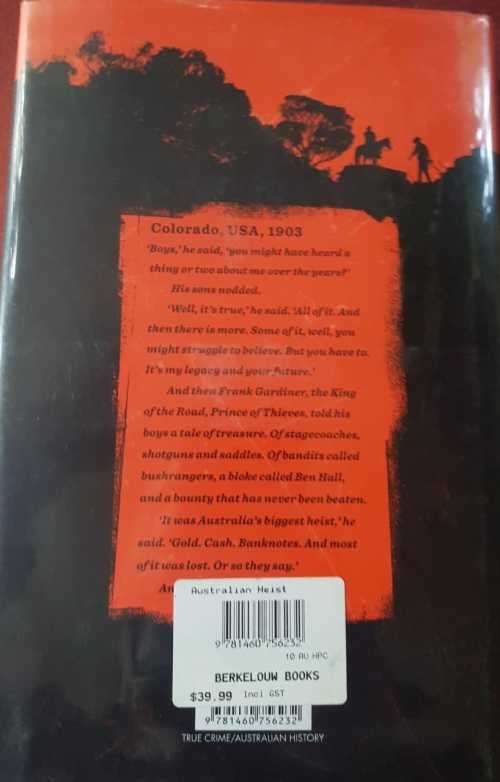 Colorado, USA, 1903
'Boys,' he said, 'you might have heard a
thing or two about me over the years?'
His sons nodded.
'Well, it's true,' he said. 'All of it. And
then there is more. Some of it, well, you
might struggle to believe. But you have to.
It's my legacy and your future.'
And then Frank Gardiner, the King
of the Road, Prince of Thieves, told his
boys a tale of treasure. Of stagecoaches,
shotguns and saddles. Of bandits called
bushrangers, a bloke called Ben Hall,
and a bounty that has never been beaten.
'It was Australia's biggest heist,' he
said. 'Gold. Cash. Banknotes. And most
of it was lost. Or so they say.'
Australian Heist
9 781460 756232
10 AU HPC
BERKELOUW BOOKS
$39.99 Incl GST
9 781460 756232
TRUE CRIME/AUSTRALIAN HISTORY